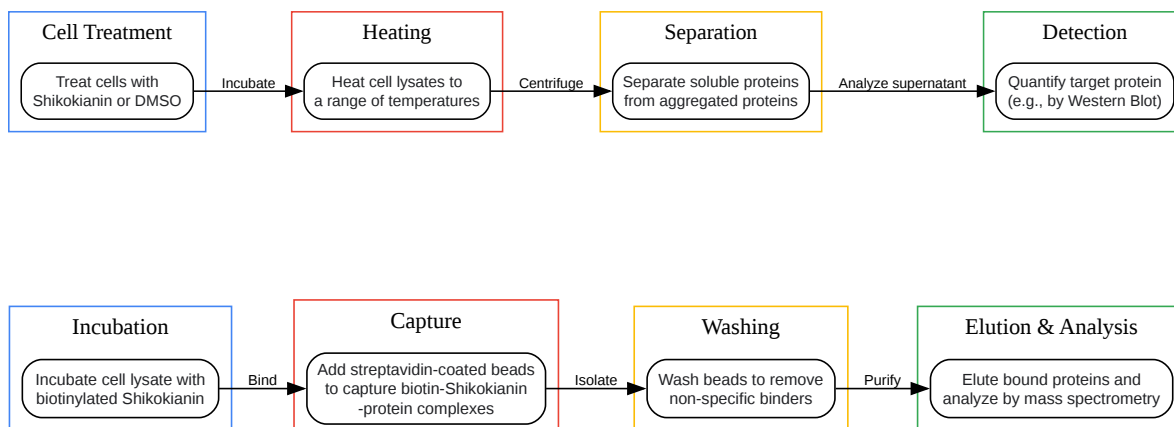 Cell Treatment
Treat cells with
Shikokianin or DMSO
Incubate
Heating
Heat cell lysates to
a range of temperatures
Centrifuge
Separation
Separate soluble proteins
from aggregated proteins
Analyze supernatant
Detection
Quantify target protein
(e.g., by Western Blot)
Incubation
Incubate cell lysate with
biotinylated Shikokianin
Bind
Capture
Add streptavidin-coated beads
to capture biotin-Shikokianin
-protein complexes
Isolate
Washing
Wash beads to remove
non-specific binders
Purify
Elution & Analysis
Elute bound proteins and
analyze by mass spectrometry